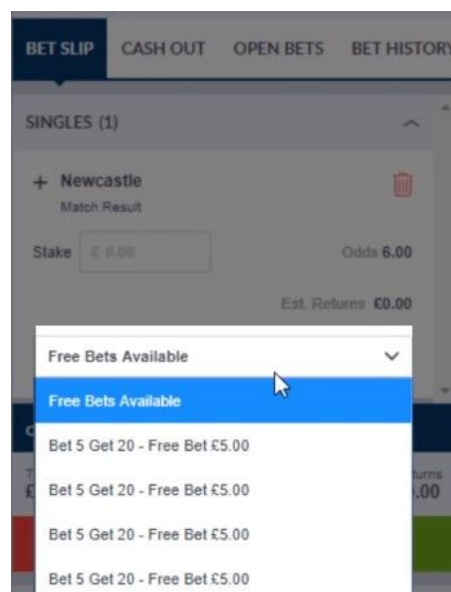 BET SLIP CASH OUT OPEN BETS BET HISTORY
SINGLES (1)
+ Newcastle
Match Result
Stake £ 0.00 Odds 6.00
Est. Returns £0.00
Free Bets Available
Free Bets Available
Bet 5 Get 20 - Free Bet £5.00
Bet 5 Get 20 - Free Bet £5.00
Bet 5 Get 20 - Free Bet £5.00
Bet 5 Get 20 - Free Bet £5.00